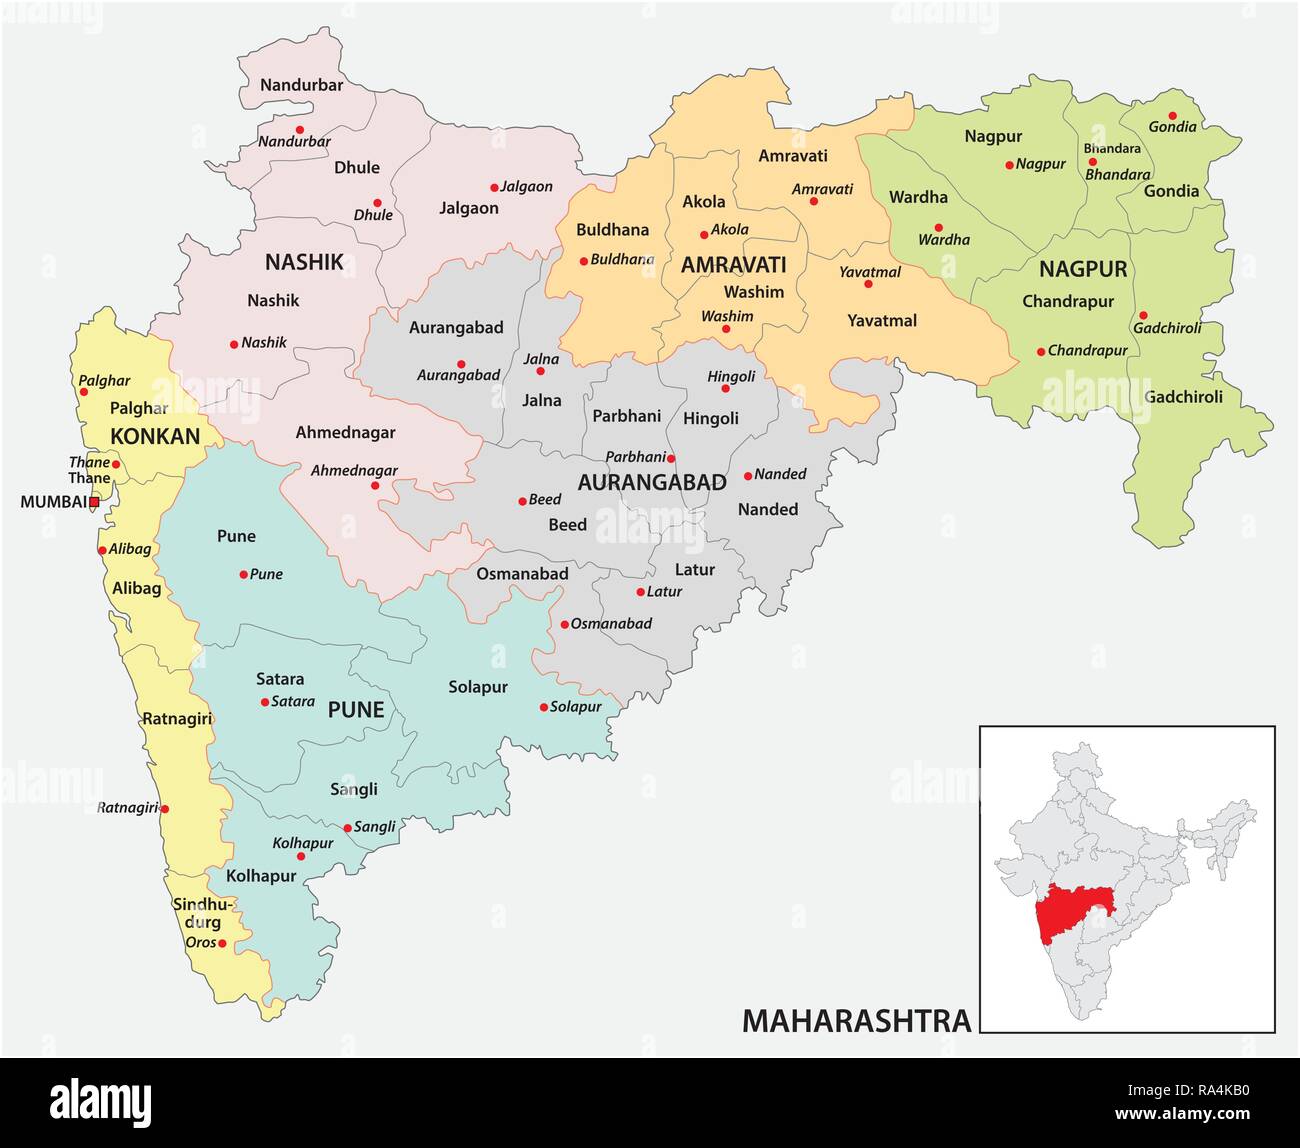 Nandurbar
Nandurbar
Dhule
Dhule
Jalgaon
Jalgaon
NASHIK
Nashik
Nashik
Ahmednagar
Ahmednagar
Buldhana
Buldhana
Akola
Akola
Amravati
Amravati
AMRAVATI
Washim
Washim
Yavatmal
Yavatmal
Nagpur
Nagpur
Bhandara
Bhandara
Gondia
Gondia
Wardha
Wardha
NAGPUR
Chandrapur
Chandrapur
Gadchiroli
Gadchiroli
Aurangabad
Aurangabad
Jalna
Jalna
Parbhani
Parbhani
Hingoli
Hingoli
AURANGABAD
Nanded
Nanded
Beed
Beed
Latur
Latur
Osmanabad
Osmanabad
Palghar
Palghar
KONKAN
Thane
Thane
MUMBAI
Alibag
Alibag
Ratnagiri
Ratnagiri
Sindhu-
durg
Oros
Pune
Pune
Satara
Satara
PUNE
Solapur
Solapur
Sangli
Sangli
Kolhapur
Kolhapur
MAHARASHTRA
alamy
Image ID: RA4KB0
www.alamy.com